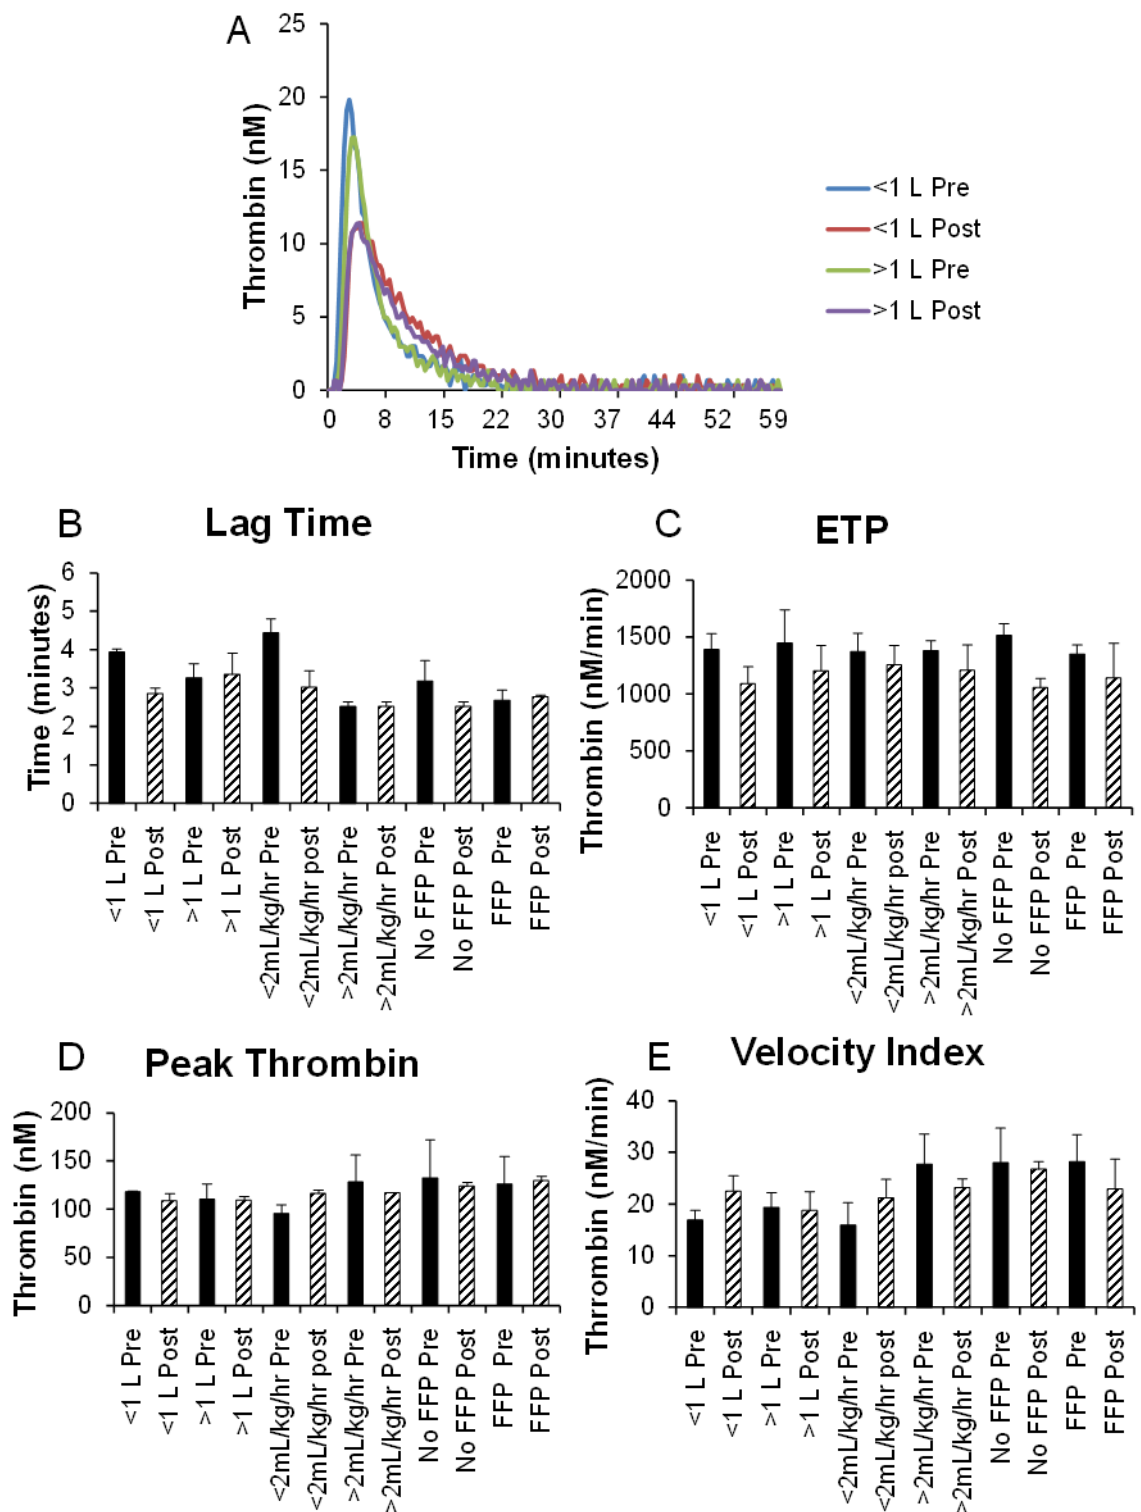 A
25
20
15
10
5
0
Thrombin (nM)
0 8 15 22 30 37 44 52 59
Time (minutes)
<1 L Pre
<1 L Post
>1 L Pre
>1 L Post
B
Lag Time
6
5
4
3
2
1
0
Time (minutes)
<1 L Pre
<1 L Post
>1 L Pre
>1 L Post
<2mL/kg/hr Pre
<2mL/kg/hr post
>2mL/kg/hr Pre
>2mL/kg/hr Post
No FFP Pre
No FFP Post
FFP Pre
FFP Post
C
ETP
2000
1500
1000
500
0
Thrombin (nM/min)
<1 L Pre
<1 L Post
>1 L Pre
>1 L Post
<2mL/kg/hr Pre
<2mL/kg/hr post
>2mL/kg/hr Pre
>2mL/kg/hr Post
No FFP Pre
No FFP Post
FFP Pre
FFP Post
D
Peak Thrombin
200
150
100
50
0
Thrombin (nM)
<1 L Pre
<1 L Post
>1 L Pre
>1 L Post
<2mL/kg/hr Pre
<2mL/kg/hr post
>2mL/kg/hr Pre
>2mL/kg/hr Post
No FFP Pre
No FFP Post
FFP Pre
FFP Post
E
Velocity Index
40
30
20
10
0
Thrrombin (nM/min)
<1 L Pre
<1 L Post
>1 L Pre
>1 L Post
<2mL/kg/hr Pre
<2mL/kg/hr post
>2mL/kg/hr Pre
>2mL/kg/hr Post
No FFP Pre
No FFP Post
FFP Pre
FFP Post